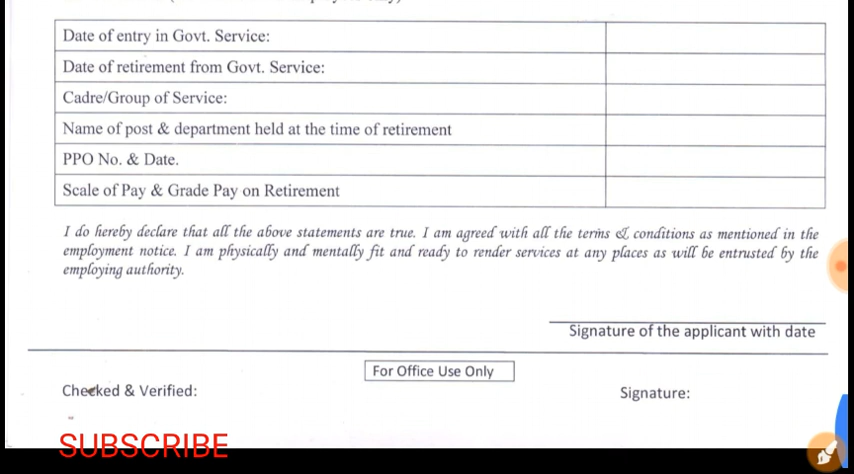 Date of entry in Govt. Service:
Date of retirement from Govt. Service:
Cadre/Group of Service:
Name of post & department held at the time of retirement
PPO No. & Date.
Scale of Pay & Grade Pay on Retirement
I do hereby declare that all the above statements are true. I am agreed with all the terms & conditions as mentioned in the
employment notice. I am physically and mentally fit and ready to render services at any places as will be entrusted by the
employing authority.
Signature of the applicant with date
For Office Use Only
Checked & Verified:
Signature:
SUBSCRIBE